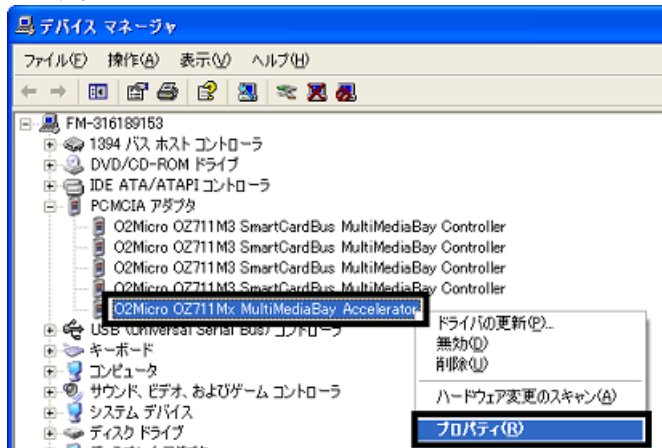 デバイス マネージャ
ファイル(F) 操作(A) 表示(V) ヘルプ(H)
FM-316189153
1394 バス ホスト コントローラ
DVD/CD-ROM ドライブ
IDE ATA/ATAPI コントローラ
PCMCIA アダプタ
O2Micro OZ711M3 SmartCardBus MultiMediaBay Controller
O2Micro OZ711M3 SmartCardBus MultiMediaBay Controller
O2Micro OZ711M3 SmartCardBus MultiMediaBay Controller
O2Micro OZ711M3 SmartCardBus MultiMediaBay Controller
O2Micro OZ711Mx MultiMediaBay Accelerator
USB (Universal Serial Bus) コントローラ
キーボード
コンピュータ
サウンド、ビデオ、およびゲーム コントローラ
システム デバイス
ディスク ドライブ
ドライバの更新(P)...
無効(D)
削除(U)
ハードウェア変更のスキャン(A)
プロパティ(R)